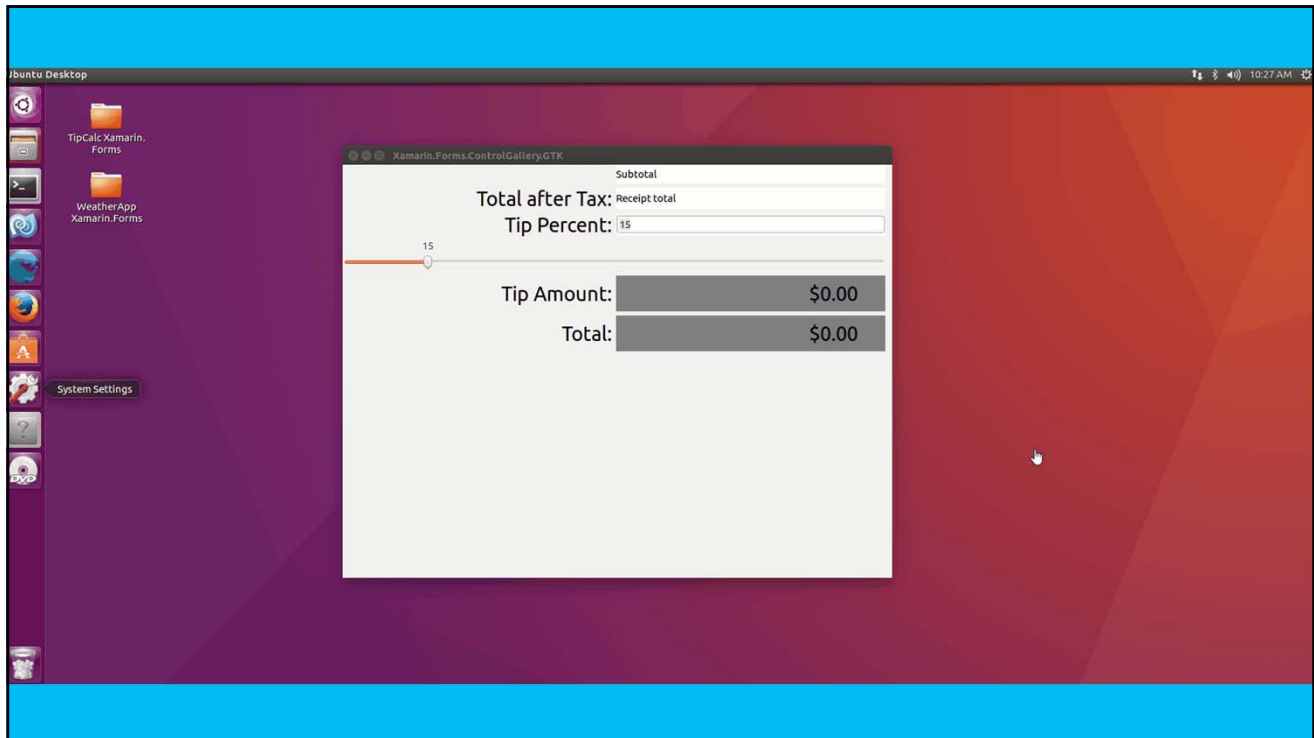 Ubuntu Desktop
10:27 AM
TipCalc Xamarin.
Forms
WeatherApp
Xamarin.Forms
Xamarin.Forms.ControlGallery.GTK
Subtotal
Total after Tax: Receipt total
Tip Percent: 15
15
Tip Amount: $0.00
Total: $0.00
System Settings
>_
A
?
DVD